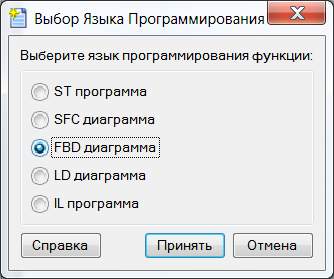 Выбор Языка Программирования
Выберите язык программирования функции:
ST программа
SFC диаграмма
FBD диаграмма
LD диаграмма
IL программа
Справка Принять Отмена